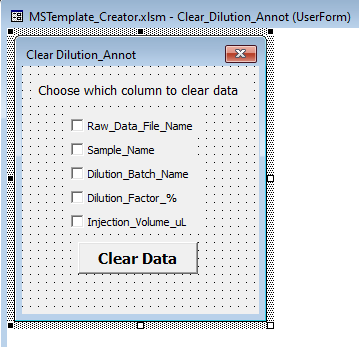 MSTemplate_Creator.xlsm - Clear_Dilution_Annot (UserForm)
Clear Dilution_Annot
Choose which column to clear data
Raw_Data_File_Name
Sample_Name
Dilution_Batch_Name
Dilution_Factor_%
Injection_Volume_uL
Clear Data